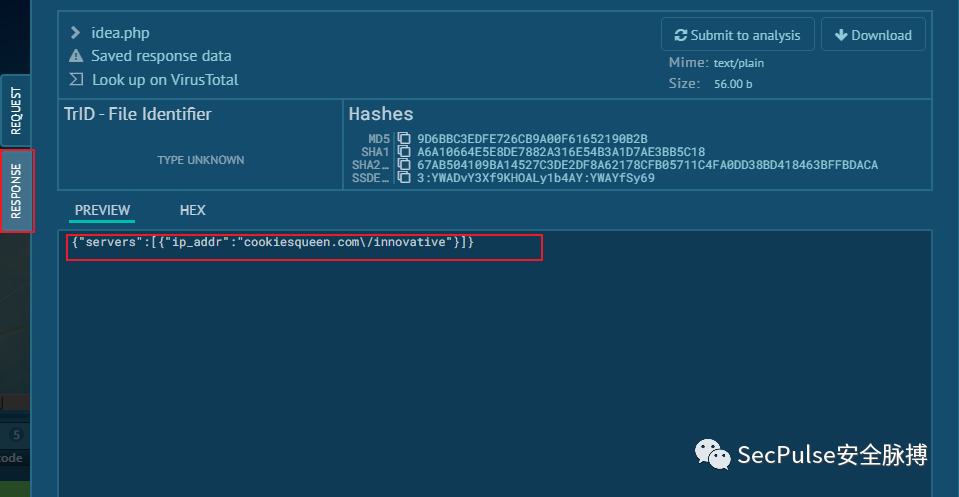 idea.php
Saved response data
Look up on VirusTotal
Submit to analysis
Download
Mime: text/plain
Size: 56.00 b
REQUEST
RESPONSE
TrID - File Identifier
TYPE UNKNOWN
Hashes
MD5 9D6BBC3EDFE726CB9A00F61652190B2B
SHA1 A6A10664E5E8DE7882A316E54B3A1D7AE3BB5C18
SHA2... 67AB504109BA14527C3DE2DF8A62178CFB05711C4FA0DD38BD418463BFFBDACA
SSDE... 3:YWADvY3Xf9KHOALy1b4AY:YWAYfSy69
PREVIEW HEX
{"servers":[{"ip_addr":"cookiesqueen.com\/innovative"}]}
5
ode
SecPulse安全脉搏